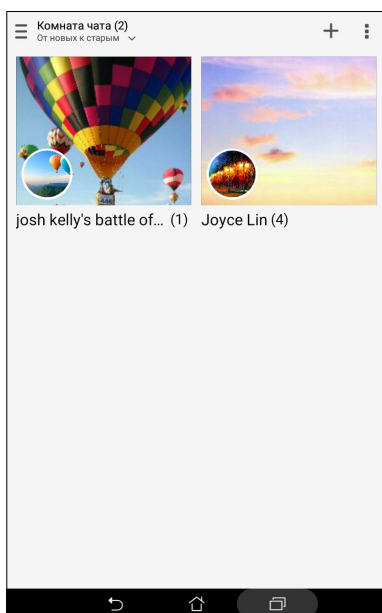 Комната чата (2)
От новых к старым
josh kelly's battle of... (1)
Joyce Lin (4)